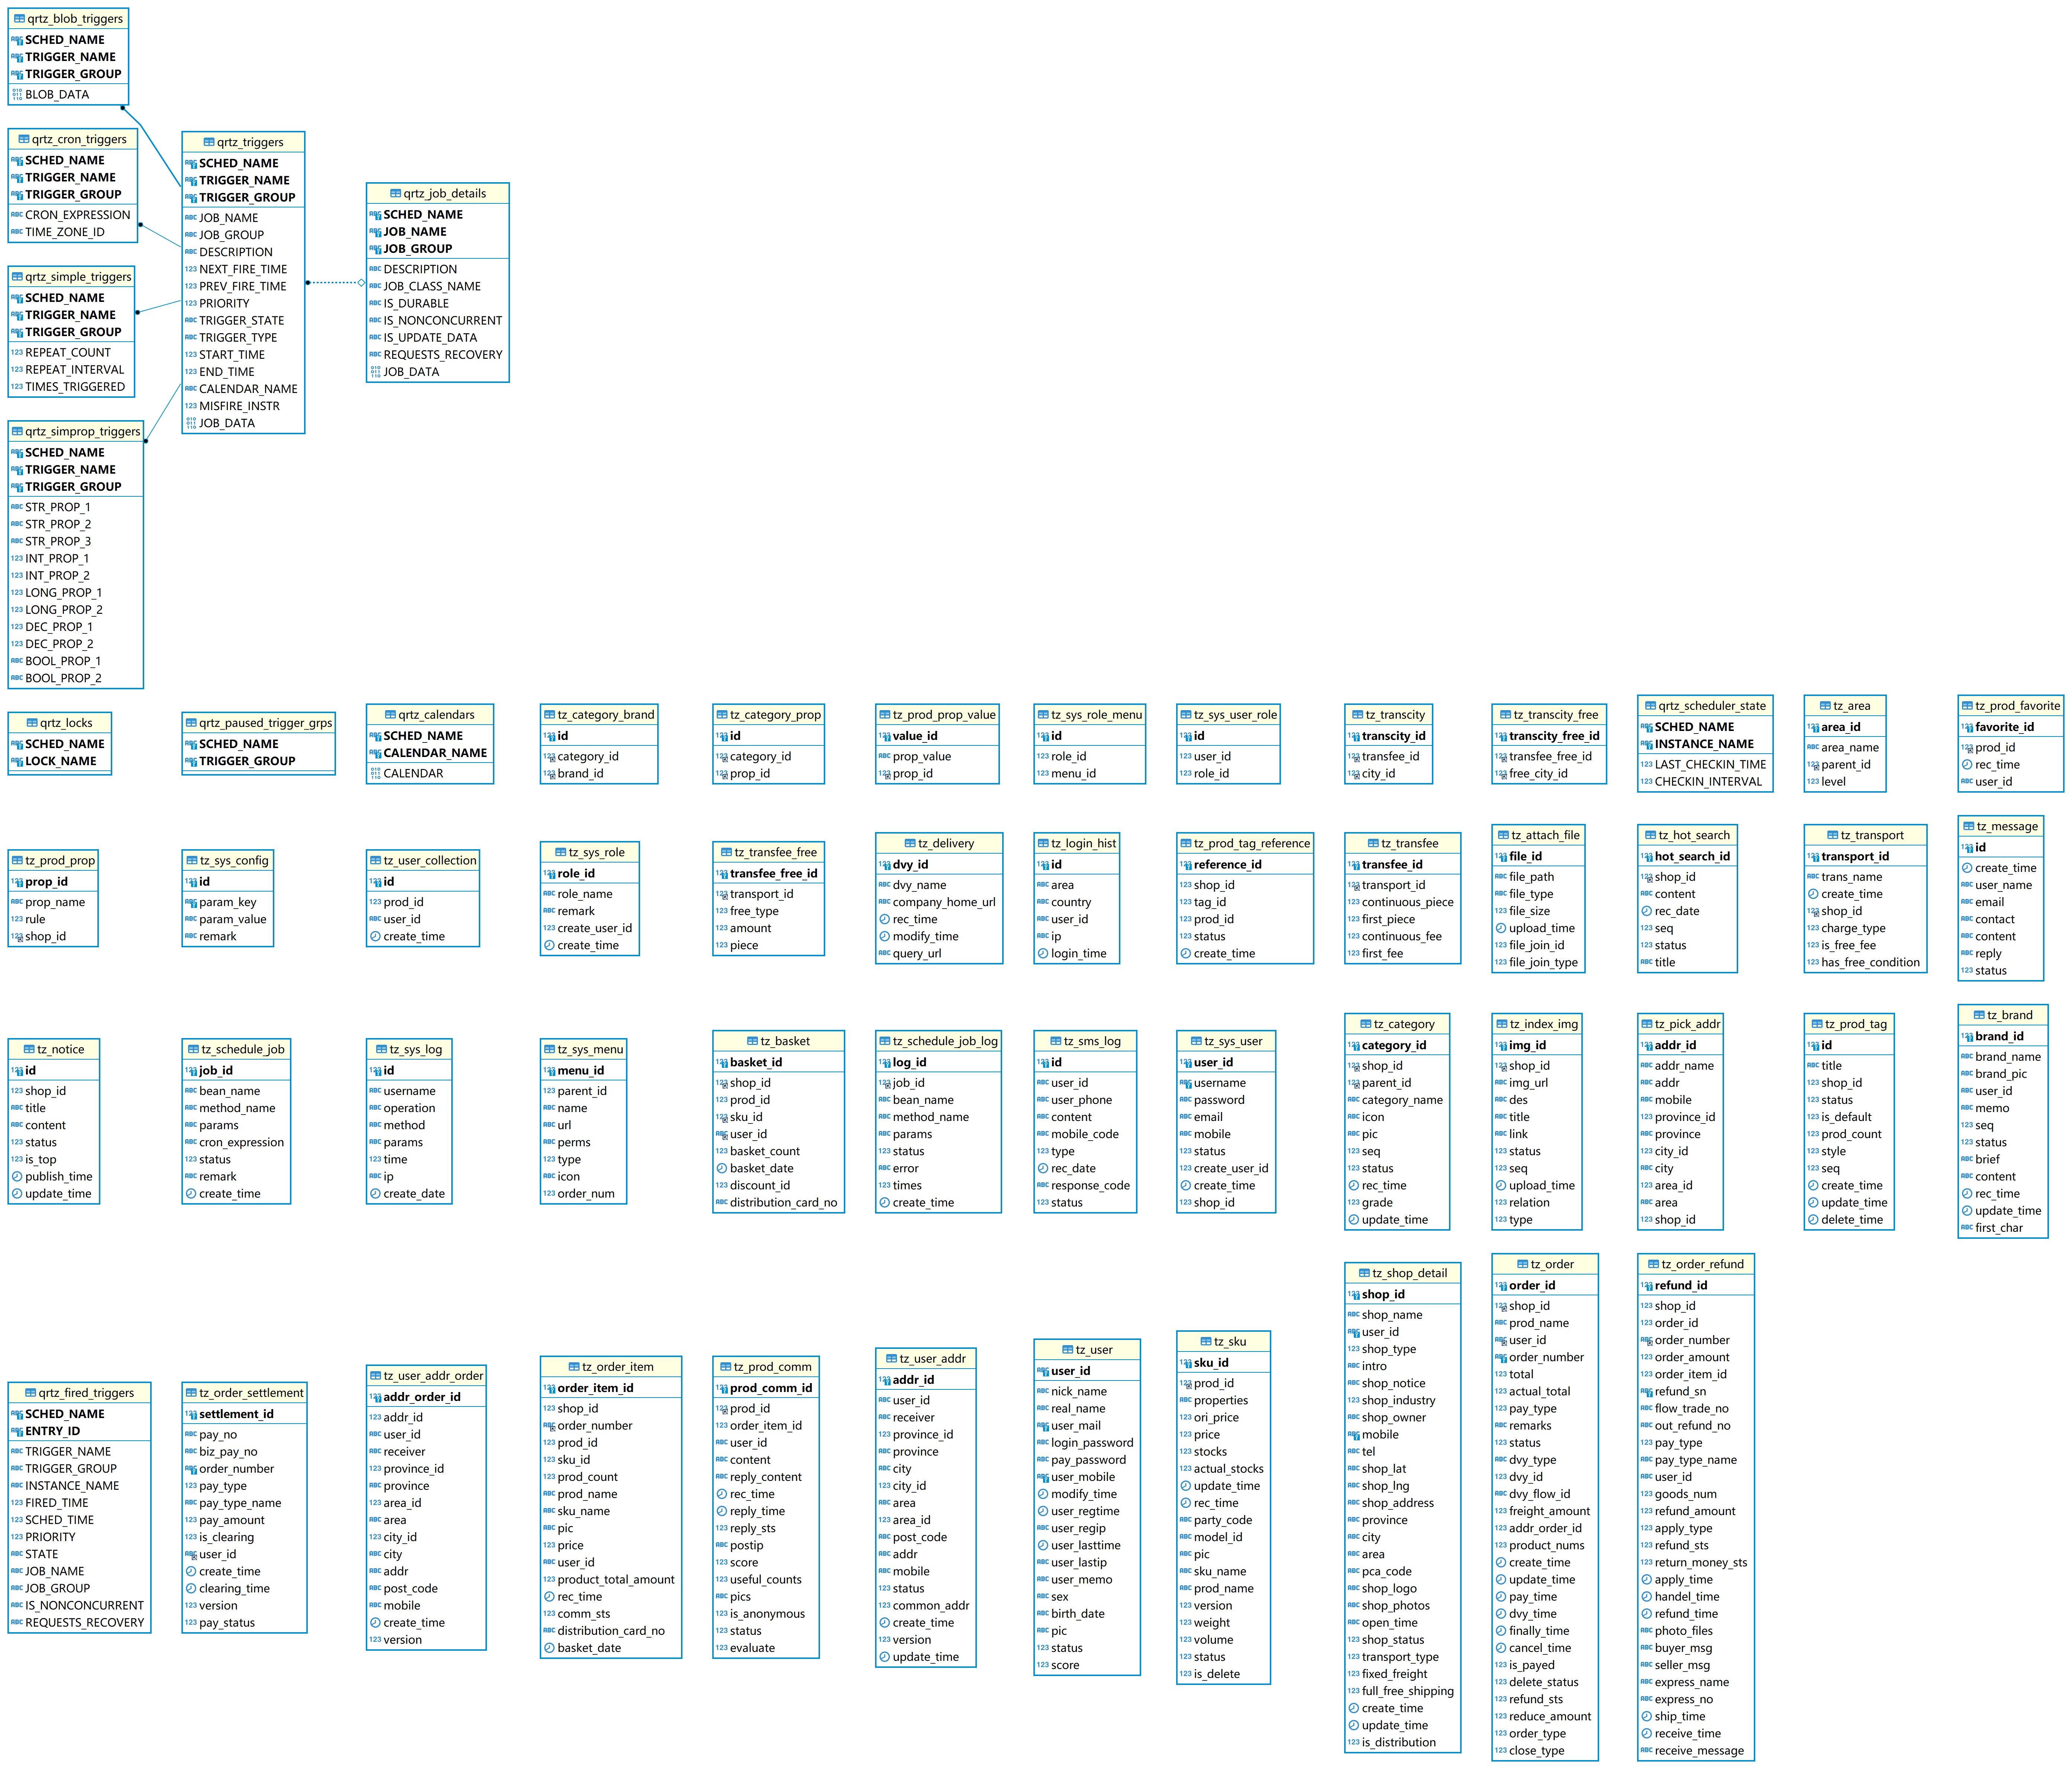 qrtz_blob_triggers
SCHED_NAME
TRIGGER_NAME
TRIGGER_GROUP
BLOB_DATA
qrtz_cron_triggers
SCHED_NAME
TRIGGER_NAME
TRIGGER_GROUP
CRON_EXPRESSION
TIME_ZONE_ID
qrtz_simple_triggers
SCHED_NAME
TRIGGER_NAME
TRIGGER_GROUP
REPEAT_COUNT
REPEAT_INTERVAL
TIMES_TRIGGERED
qrtz_simprop_triggers
SCHED_NAME
TRIGGER_NAME
TRIGGER_GROUP
STR_PROP_1
STR_PROP_2
STR_PROP_3
INT_PROP_1
INT_PROP_2
LONG_PROP_1
LONG_PROP_2
DEC_PROP_1
DEC_PROP_2
BOOL_PROP_1
BOOL_PROP_2
qrtz_triggers
SCHED_NAME
TRIGGER_NAME
TRIGGER_GROUP
JOB_NAME
JOB_GROUP
DESCRIPTION
NEXT_FIRE_TIME
PREV_FIRE_TIME
PRIORITY
TRIGGER_STATE
TRIGGER_TYPE
START_TIME
END_TIME
CALENDAR_NAME
MISFIRE_INSTR
JOB_DATA
qrtz_job_details
SCHED_NAME
JOB_NAME
JOB_GROUP
DESCRIPTION
JOB_CLASS_NAME
IS_DURABLE
IS_NONCONCURRENT
IS_UPDATE_DATA
REQUESTS_RECOVERY
JOB_DATA
qrtz_locks
SCHED_NAME
LOCK_NAME
qrtz_paused_trigger_grps
SCHED_NAME
TRIGGER_GROUP
qrtz_calendars
SCHED_NAME
CALENDAR_NAME
CALENDAR
tz_category_brand
id
category_id
brand_id
tz_category_prop
id
category_id
prop_id
tz_prod_prop_value
value_id
prop_value
prop_id
tz_sys_role_menu
id
role_id
menu_id
tz_sys_user_role
id
user_id
role_id
tz_transcity
transcity_id
transfee_id
city_id
tz_transcity_free
transcity_free_id
transfee_free_id
free_city_id
qrtz_scheduler_state
SCHED_NAME
INSTANCE_NAME
LAST_CHECKIN_TIME
CHECKIN_INTERVAL
tz_area
area_id
area_name
parent_id
level
tz_prod_favorite
favorite_id
prod_id
rec_time
user_id
tz_prod_prop
prop_id
prop_name
rule
shop_id
tz_sys_config
id
param_key
param_value
remark
tz_user_collection
id
prod_id
user_id
create_time
tz_sys_role
role_id
role_name
remark
create_user_id
create_time
tz_transfee_free
transfee_free_id
transport_id
free_type
amount
piece
tz_delivery
dvy_id
dvy_name
company_home_url
rec_time
modify_time
query_url
tz_login_hist
id
area
country
user_id
ip
login_time
tz_prod_tag_reference
reference_id
shop_id
tag_id
prod_id
status
create_time
tz_transfee
transfee_id
transport_id
continuous_piece
first_piece
continuous_fee
first_fee
tz_attach_file
file_id
file_path
file_type
file_size
upload_time
file_join_id
file_join_type
tz_hot_search
hot_search_id
shop_id
content
rec_date
seq
status
title
tz_transport
transport_id
trans_name
create_time
shop_id
charge_type
is_free_fee
has_free_condition
tz_message
id
create_time
user_name
email
contact
content
reply
status
tz_notice
id
shop_id
title
content
status
is_top
publish_time
update_time
tz_schedule_job
job_id
bean_name
method_name
params
cron_expression
status
remark
create_time
tz_sys_log
id
username
operation
method
params
time
ip
create_date
tz_sys_menu
menu_id
parent_id
name
url
perms
type
icon
order_num
tz_basket
basket_id
shop_id
prod_id
sku_id
user_id
basket_count
basket_date
discount_id
distribution_card_no
tz_schedule_job_log
log_id
job_id
bean_name
method_name
params
status
error
times
create_time
tz_sms_log
id
user_id
user_phone
content
mobile_code
type
rec_date
response_code
status
tz_sys_user
user_id
username
password
email
mobile
status
create_user_id
create_time
shop_id
tz_category
category_id
shop_id
parent_id
category_name
icon
pic
seq
status
rec_time
grade
update_time
tz_index_img
img_id
shop_id
img_url
des
title
link
status
seq
upload_time
relation
type
tz_pick_addr
addr_id
addr_name
addr
mobile
province_id
province
city_id
city
area_id
area
shop_id
tz_prod_tag
id
title
shop_id
status
is_default
prod_count
style
seq
create_time
update_time
delete_time
tz_brand
brand_id
brand_name
brand_pic
user_id
memo
seq
status
brief
content
rec_time
update_time
first_char
qrtz_fired_triggers
SCHED_NAME
ENTRY_ID
TRIGGER_NAME
TRIGGER_GROUP
INSTANCE_NAME
FIRED_TIME
SCHED_TIME
PRIORITY
STATE
JOB_NAME
JOB_GROUP
IS_NONCONCURRENT
REQUESTS_RECOVERY
tz_order_settlement
settlement_id
pay_no
biz_pay_no
order_number
pay_type
pay_type_name
pay_amount
is_clearing
user_id
create_time
clearing_time
version
pay_status
tz_user_addr_order
addr_order_id
addr_id
user_id
receiver
province_id
province
area_id
area
city_id
city
addr
post_code
mobile
create_time
version
tz_order_item
order_item_id
shop_id
order_number
prod_id
sku_id
prod_count
prod_name
sku_name
pic
price
user_id
product_total_amount
rec_time
comm_sts
distribution_card_no
basket_date
tz_prod_comm
prod_comm_id
prod_id
order_item_id
user_id
content
reply_content
rec_time
reply_time
reply_sts
postip
score
useful_counts
pics
is_anonymous
status
evaluate
tz_user_addr
addr_id
user_id
receiver
province_id
province
city
city_id
area
area_id
post_code
addr
mobile
status
common_addr
create_time
version
update_time
tz_user
user_id
nick_name
real_name
user_mail
login_password
pay_password
user_mobile
modify_time
user_regtime
user_regip
user_lasttime
user_lastip
user_memo
sex
birth_date
pic
status
score
tz_sku
sku_id
prod_id
properties
ori_price
price
stocks
actual_stocks
update_time
rec_time
party_code
model_id
pic
sku_name
prod_name
version
weight
volume
status
is_delete
tz_shop_detail
shop_id
shop_name
user_id
shop_type
intro
shop_notice
shop_industry
shop_owner
mobile
tel
shop_lat
shop_lng
shop_address
province
city
area
pca_code
shop_logo
shop_photos
open_time
shop_status
transport_type
fixed_freight
full_free_shipping
create_time
update_time
is_distribution
tz_order
order_id
shop_id
prod_name
user_id
order_number
total
actual_total
pay_type
remarks
status
dvy_type
dvy_id
dvy_flow_id
freight_amount
addr_order_id
product_nums
create_time
update_time
pay_time
dvy_time
finally_time
cancel_time
is_payed
delete_status
refund_sts
reduce_amount
order_type
close_type
tz_order_refund
refund_id
shop_id
order_id
order_number
order_amount
order_item_id
refund_sn
flow_trade_no
out_refund_no
pay_type
pay_type_name
user_id
goods_num
refund_amount
apply_type
refund_sts
return_money_sts
apply_time
handel_time
refund_time
photo_files
buyer_msg
seller_msg
express_name
express_no
ship_time
receive_time
receive_message